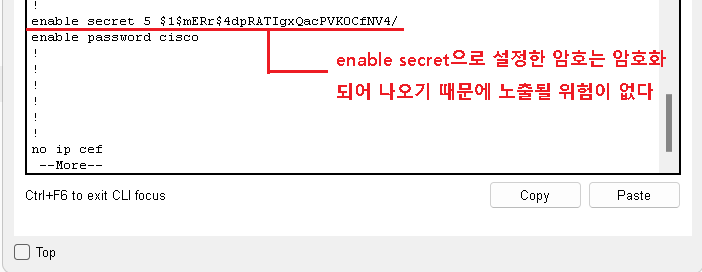 !
enable secret 5 $1$mERr$4dpRATIgxQacPVKOCfNV4/
enable password cisco
!
!
!
!
!
!
no ip cef
--More--
enable secret으로 설정한 암호는 암호화
되어 나오기 때문에 노출될 위험이 없다
Ctrl+F6 to exit CLI focus
Copy
Paste
Top